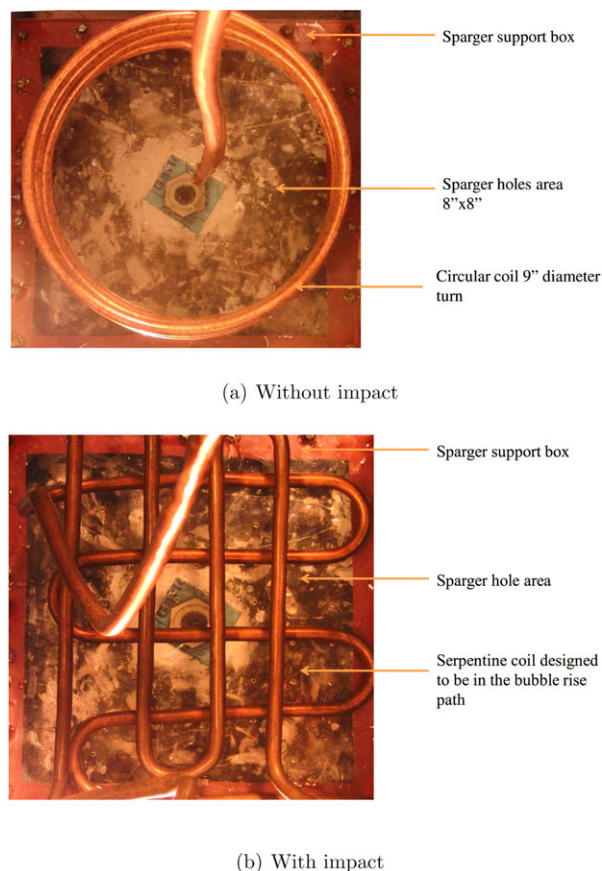 Sparger support box
Sparger holes area
8”x8”
Circular coil 9” diameter
turn
(a) Without impact
Sparger support box
Sparger hole area
Serpentine coil designed
to be in the bubble rise
path
(b) With impact